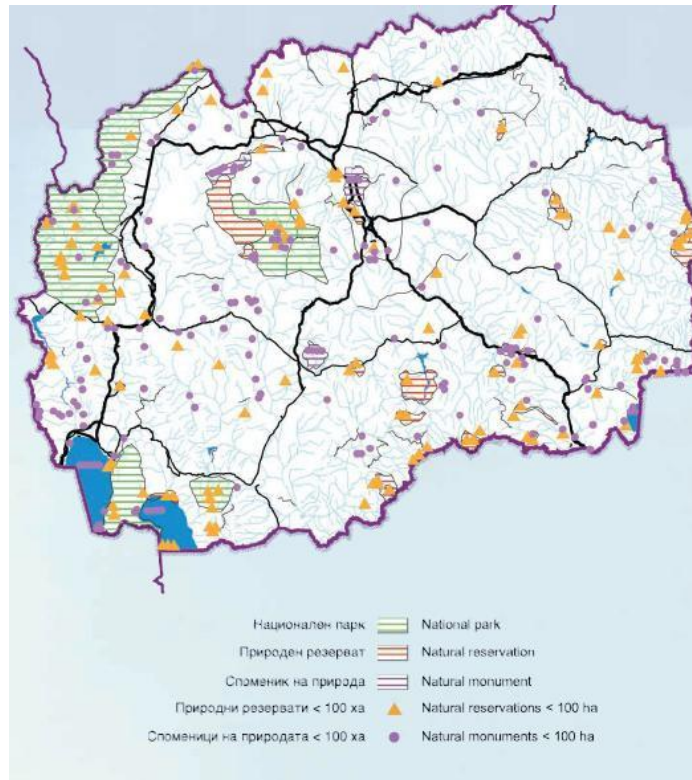 Национален парк National park
Природен резерват Natural reservation
Споменик на природа Natural monument
Природни резервати < 100 ха Natural reservations < 100 ha
Споменици на природата < 100 ха Natural monuments < 100 ha